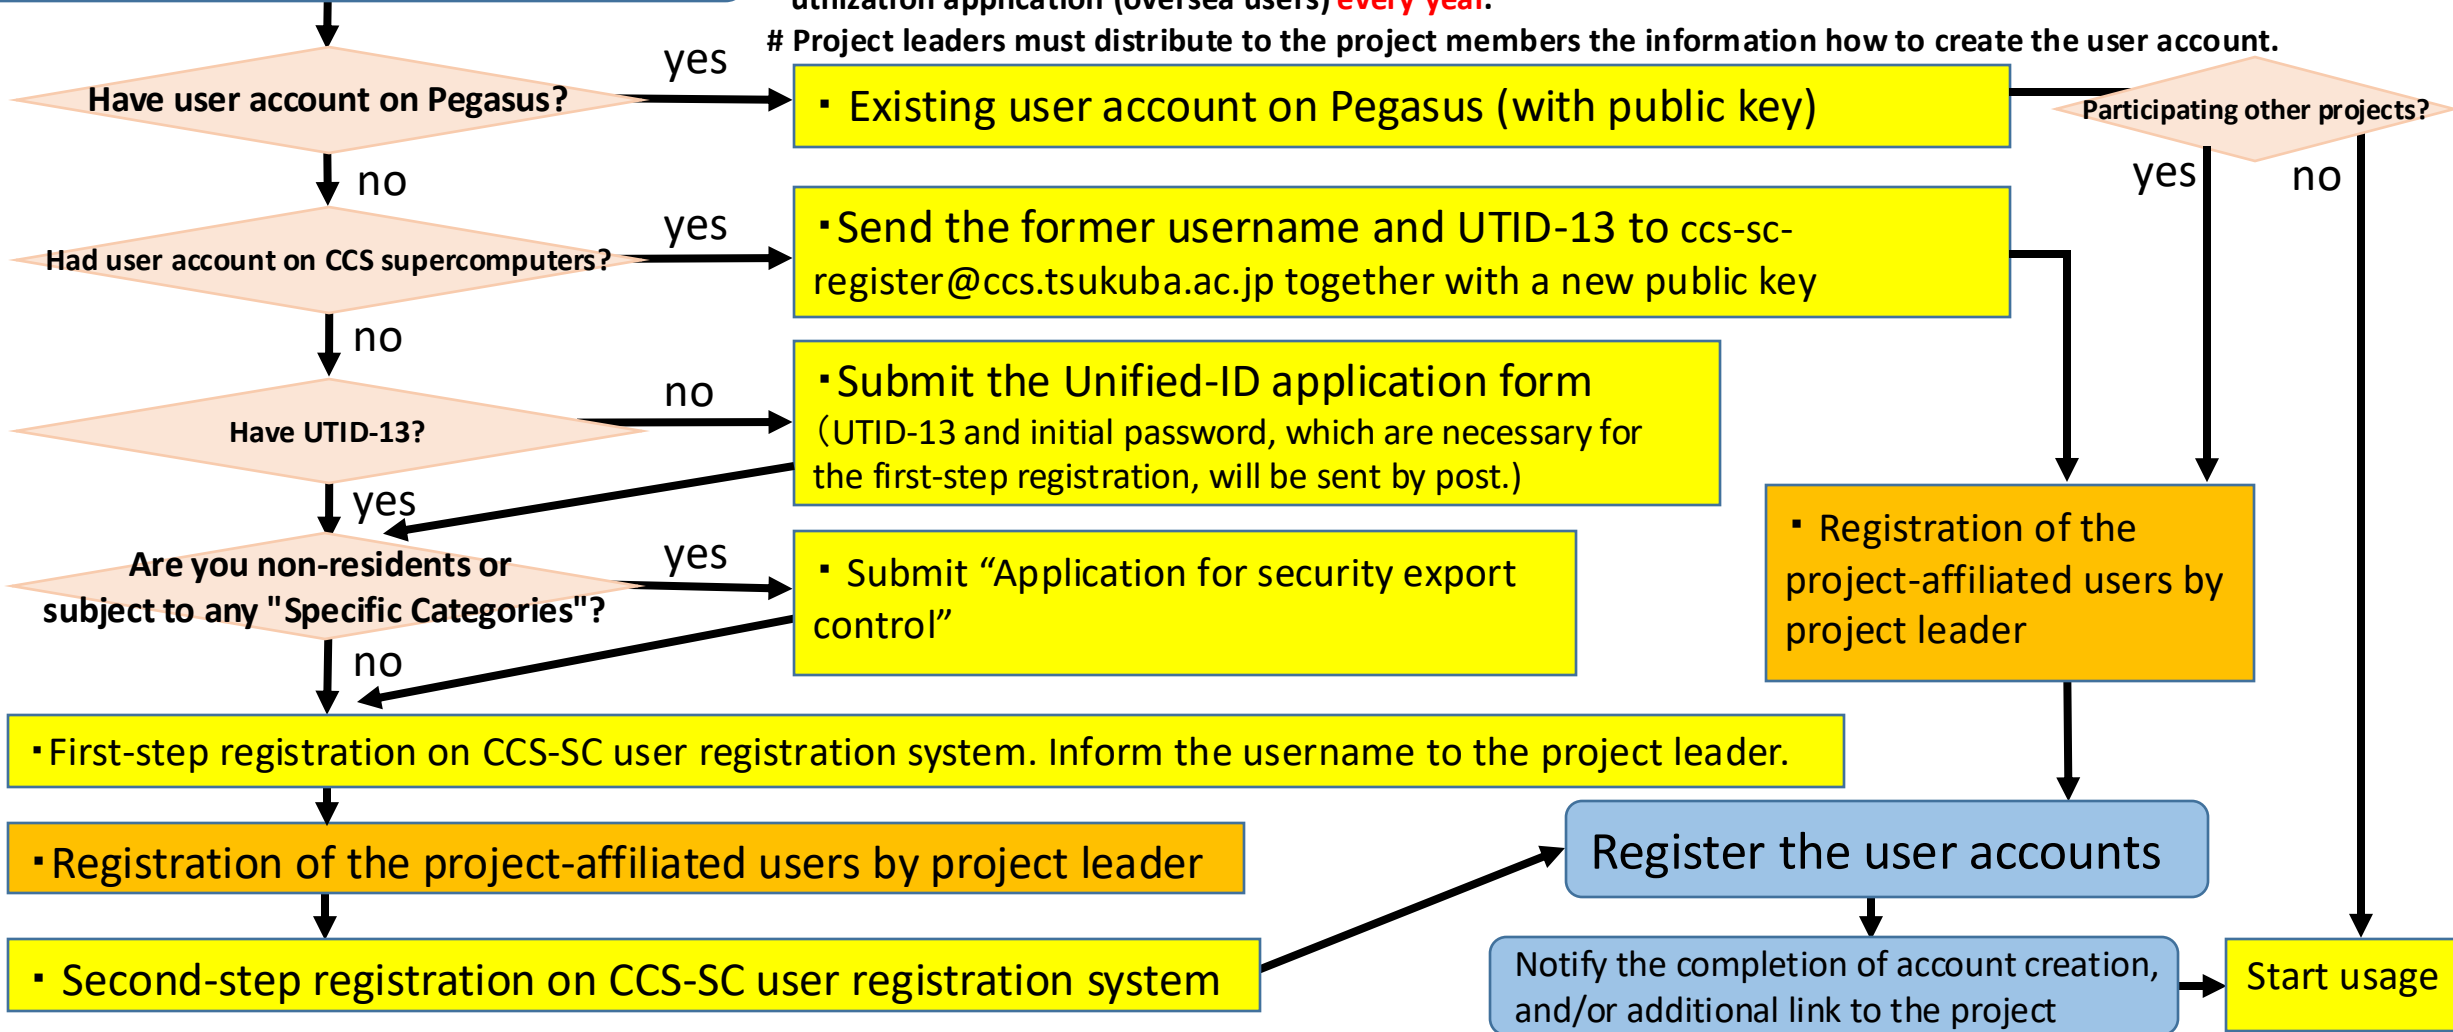 utilization application (oversea users) every year.
# Project leaders must distribute to the project members the information how to create the user account.
Have user account on Pegasus?
yes
・ Existing user account on Pegasus (with public key)
Participating other projects?
yes
no
no
Had user account on CCS supercomputers?
yes
・Send the former username and UTID-13 to ccs-sc-
register@ccs.tsukuba.ac.jp together with a new public key
no
Have UTID-13?
no
・Submit the Unified-ID application form
（UTID-13 and initial password, which are necessary for
the first-step registration, will be sent by post.)
yes
Are you non-residents or
subject to any "Specific Categories"?
yes
・ Submit “Application for security export
control”
no
・ Registration of the
project-affiliated users by
project leader
・First-step registration on CCS-SC user registration system. Inform the username to the project leader.
・Registration of the project-affiliated users by project leader
・ Second-step registration on CCS-SC user registration system
Register the user accounts
Notify the completion of account creation,
and/or additional link to the project
Start usage